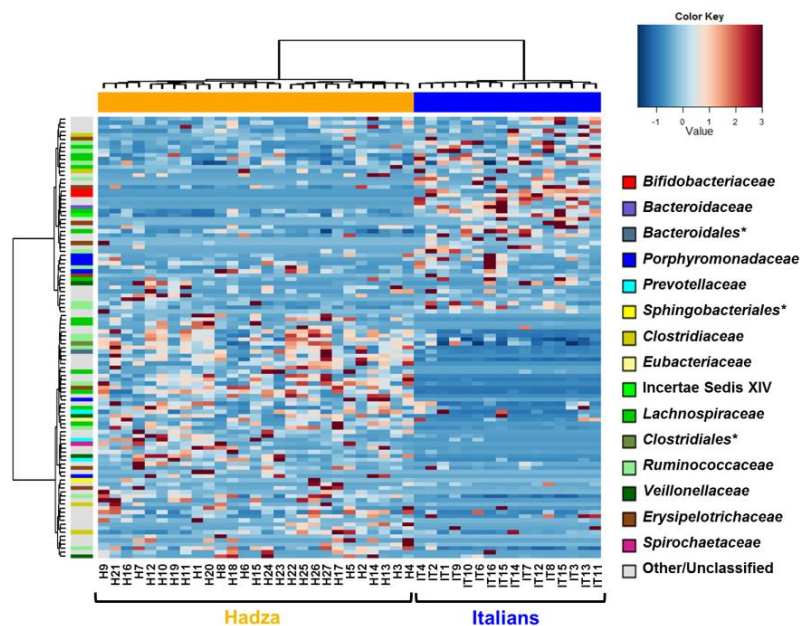 Color Key
-1 0 1 2 3
Value
Bifidobacteriaceae
Bacteroidaceae
Bacteroidales*
Porphyromonadaceae
Prevotellaceae
Sphingobacteriales*
Clostridiaceae
Eubacteriaceae
Incertae Sedis XIV
Lachnospiraceae
Clostridiales*
Ruminococcaceae
Veillonellaceae
Erysipelotrichaceae
Spirochaetaceae
Other/Unclassified
H9 H21 H16 H7 H12 H10 H19 H11 H1 H20 H8 H18 H6 H15 H24 H23 H22 H25 H26 H27 H17 H5 H2 H14 H13 H3 H4 IT4 IT2 IT1 IT9 IT10 IT6 IT16 IT15 IT14 IT7 IT12 IT8 IT5 IT3 IT13 IT11
Hadza Italians